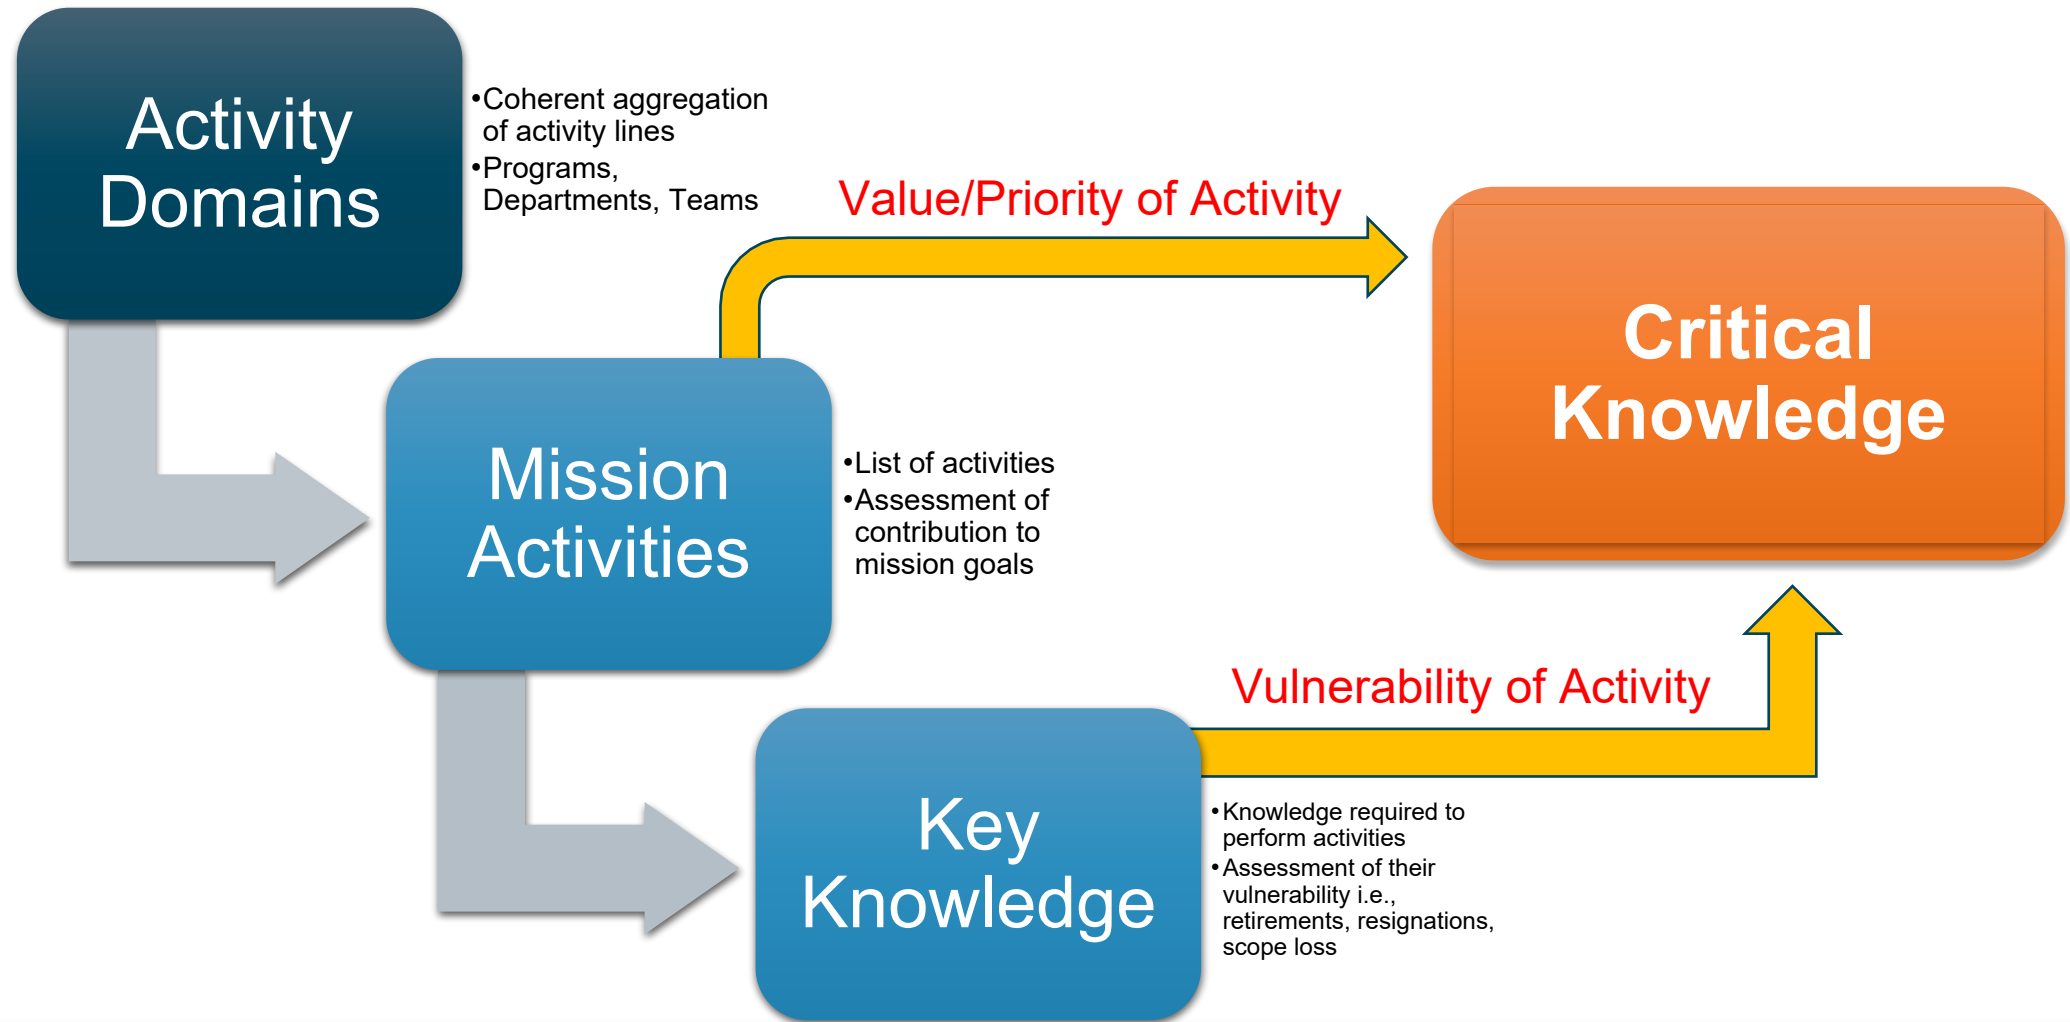 Activity
Domains
•Coherent aggregation
of activity lines
•Programs,
Departments, Teams
Value/Priority of Activity
Critical
Knowledge
Mission
Activities
•List of activities
•Assessment of
contribution to
mission goals
Vulnerability of Activity
Key
Knowledge
•Knowledge required to
perform activities
•Assessment of their
vulnerability i.e.,
retirements, resignations,
scope loss